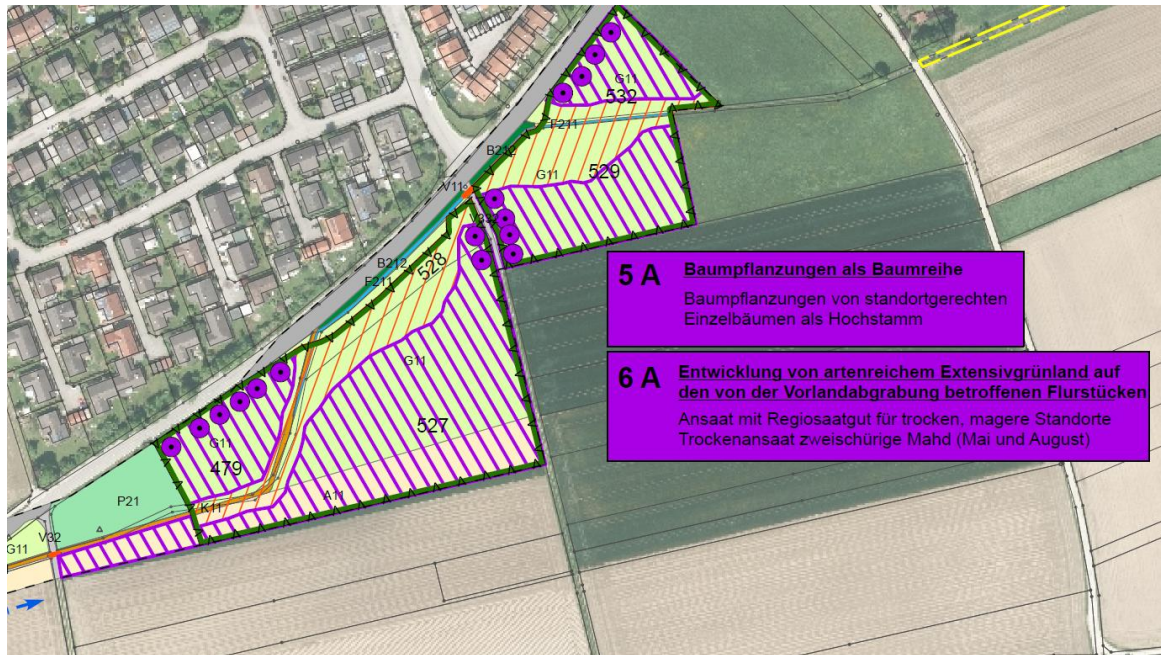 G11
532
F211
B212
G11
529
V11
V332
B212
528
F211
G11
527
G11
479
A11
K11
P21
V32
G11
5 A Baumpflanzungen als Baumreihe
Baumpflanzungen von standortgerechten
Einzelbäumen als Hochstamm
6 A Entwicklung von artenreichem Extensivgrünland auf
den von der Vorlandabgrabung betroffenen Flurstücken
Ansaat mit Regiosaatgut für trocken, magere Standorte
Trockenansaat zweischürige Mahd (Mai und August)